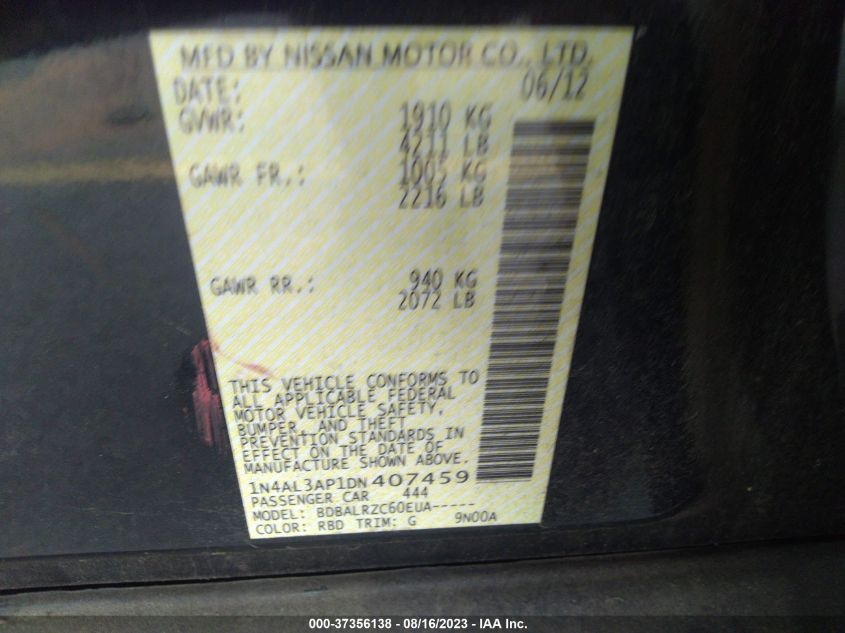 MFD BY NISSAN MOTOR CO., LTD.
DATE: 06/12
GVWR: 1910 KG
4211 LB
GAWR FR.: 1005 KG
2216 LB
GAWR RR.: 940 KG
2072 LB
THIS VEHICLE CONFORMS TO
ALL APPLICABLE FEDERAL
MOTOR VEHICLE SAFETY,
BUMPER, AND THEFT
PREVENTION STANDARDS IN
EFFECT ON THE DATE OF
MANUFACTURE SHOWN ABOVE.
1N4AL3AP1DN407459
PASSENGER CAR 444
MODEL: BDBALRZC60EUA-----
COLOR: RBD TRIM: G 9N00A
000-37356138 - 08/16/2023 - IAA Inc.